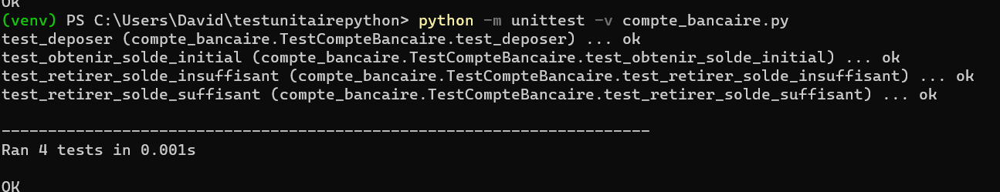 OK
(venv) PS C:\Users\David\testunitairepython> python -m unittest -v compte_bancaire.py
test_deposer (compte_bancaire.TestCompteBancaire.test_deposer) ... ok
test_obtenir_solde_initial (compte_bancaire.TestCompteBancaire.test_obtenir_solde_initial) ... ok
test_retirer_solde_insuffisant (compte_bancaire.TestCompteBancaire.test_retirer_solde_insuffisant) ... ok
test_retirer_solde_suffisant (compte_bancaire.TestCompteBancaire.test_retirer_solde_suffisant) ... ok
----------------------------------------------------------------------
Ran 4 tests in 0.001s
OK